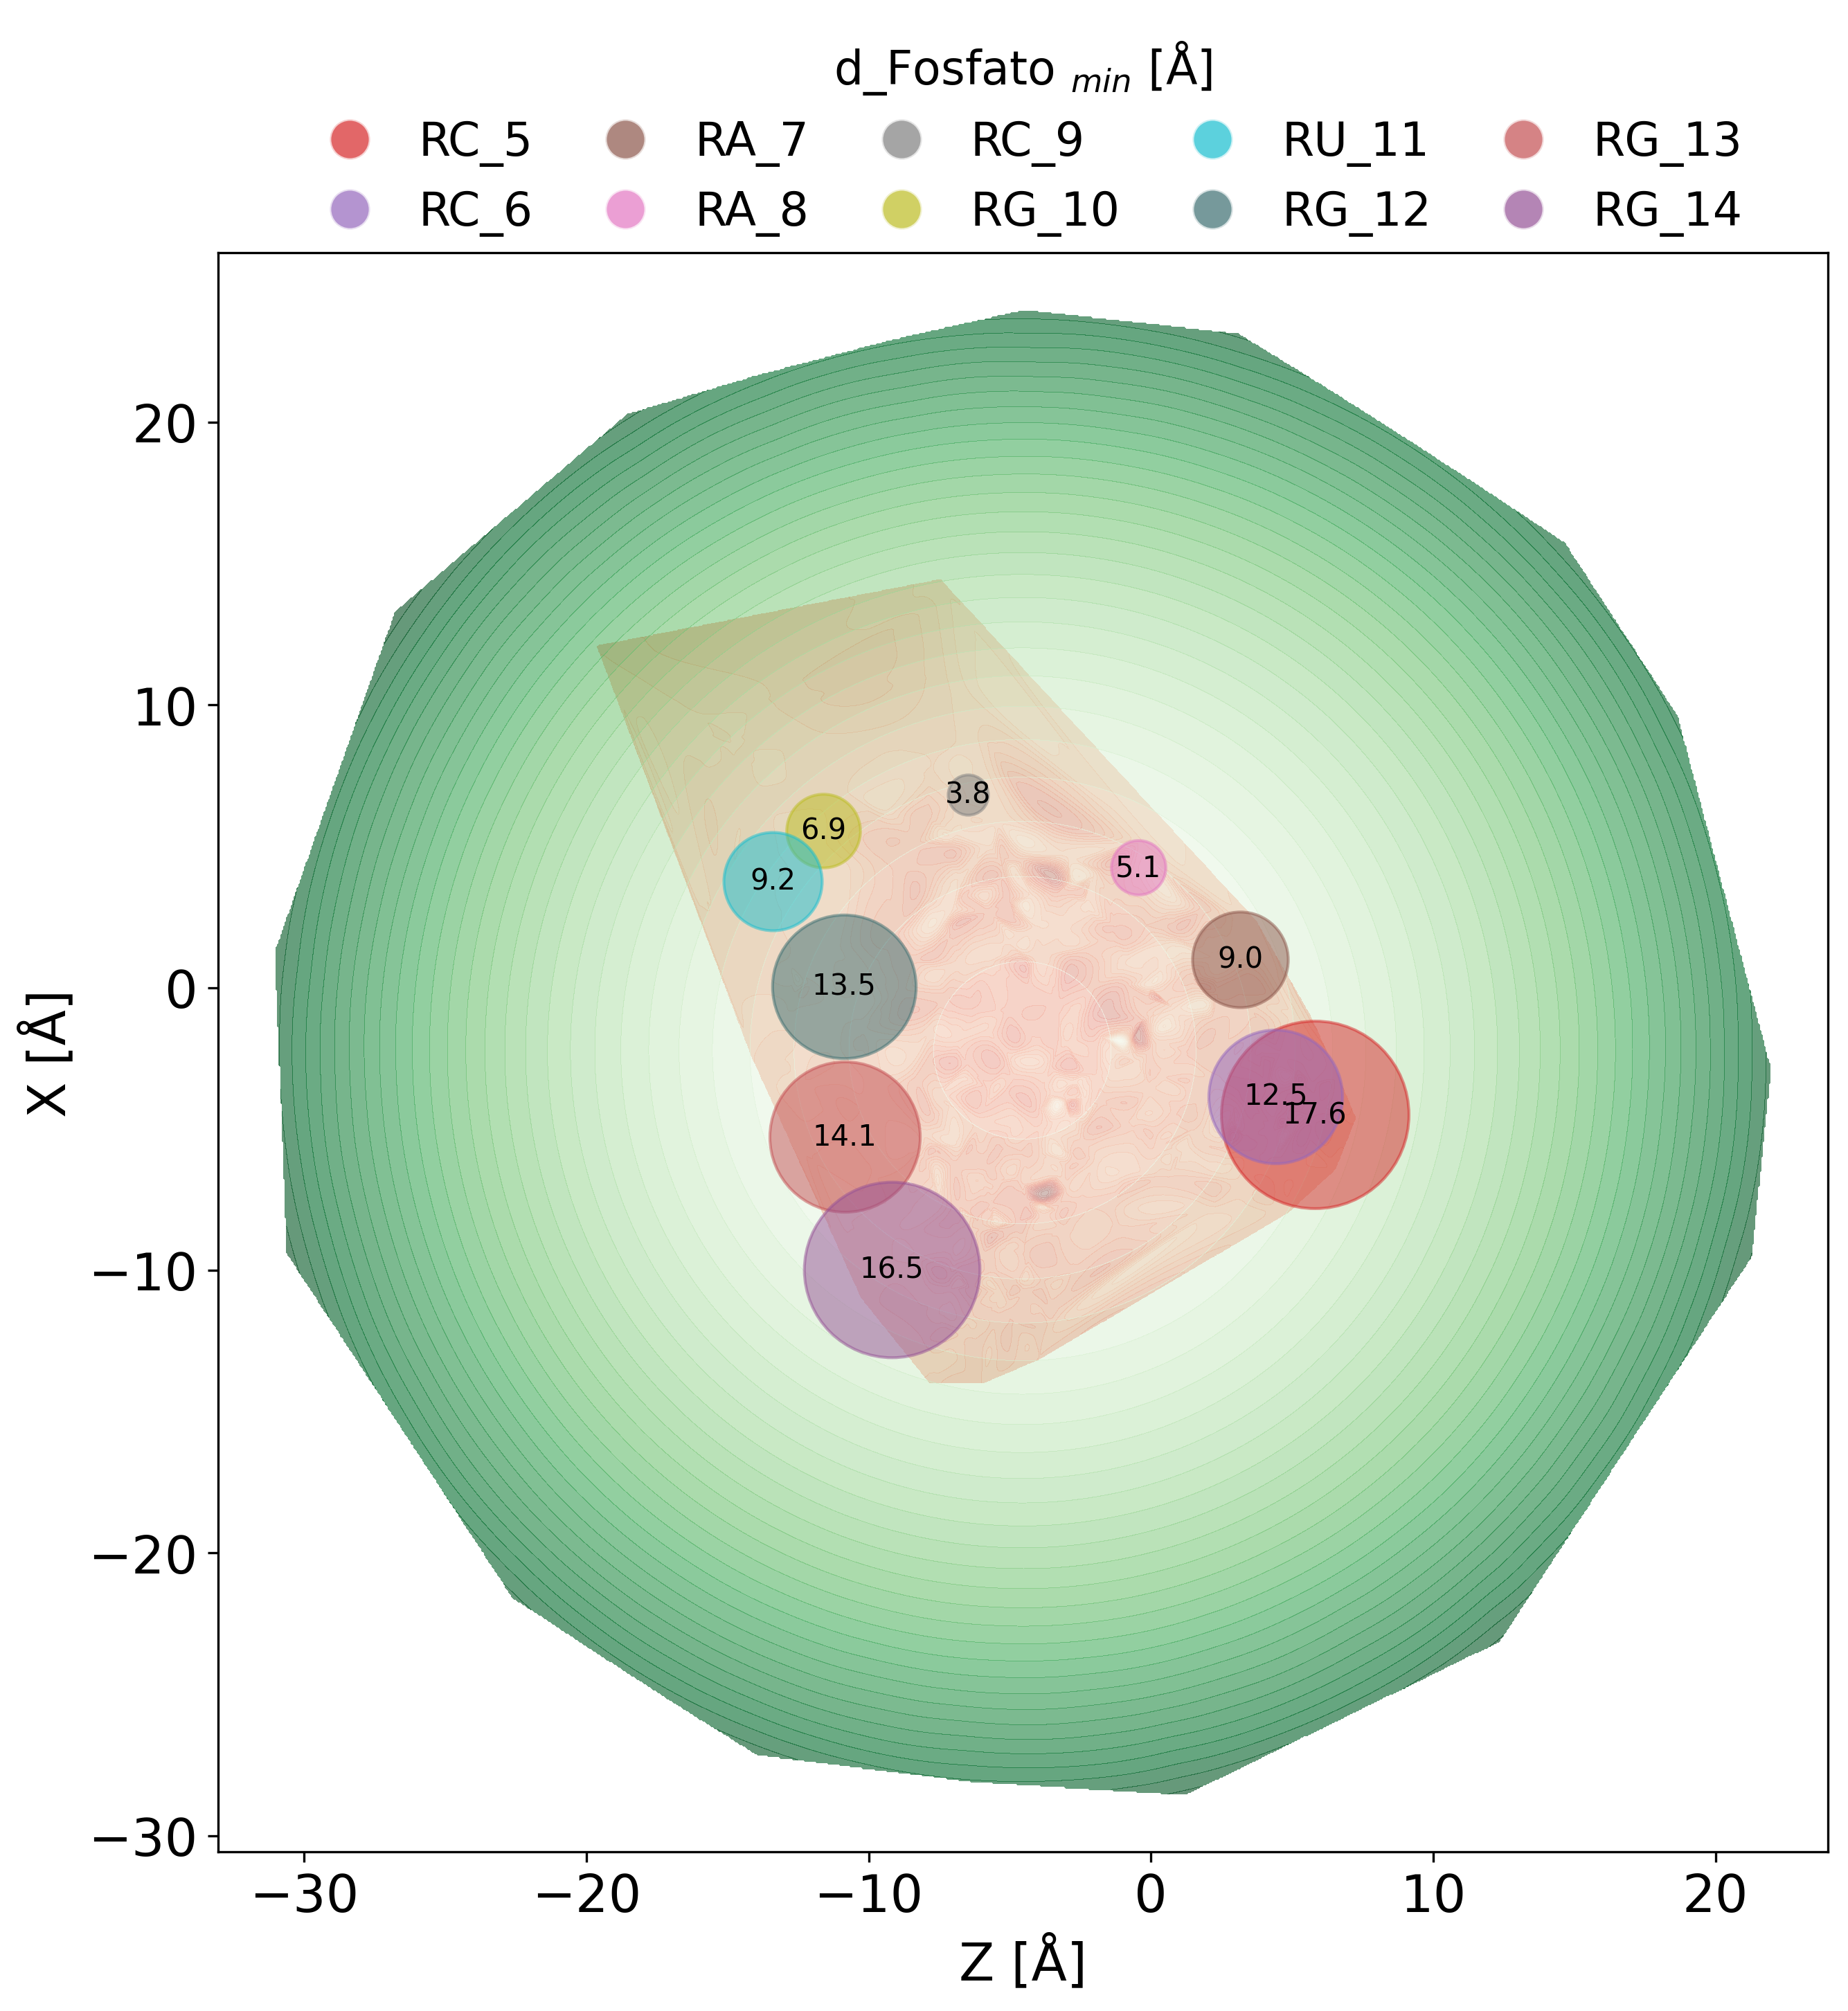 d_Fosfato min [Å]
RC_5 RA_7 RC_9 RU_11 RG_13
RC_6 RA_8 RG_10 RG_12 RG_14
20
10
0
−10
−20
−30
X [Å]
3.8
6.9
5.1
9.2
9.0
13.5
12.5
17.6
14.1
16.5
−30 −20 −10 0 10 20
Z [Å]